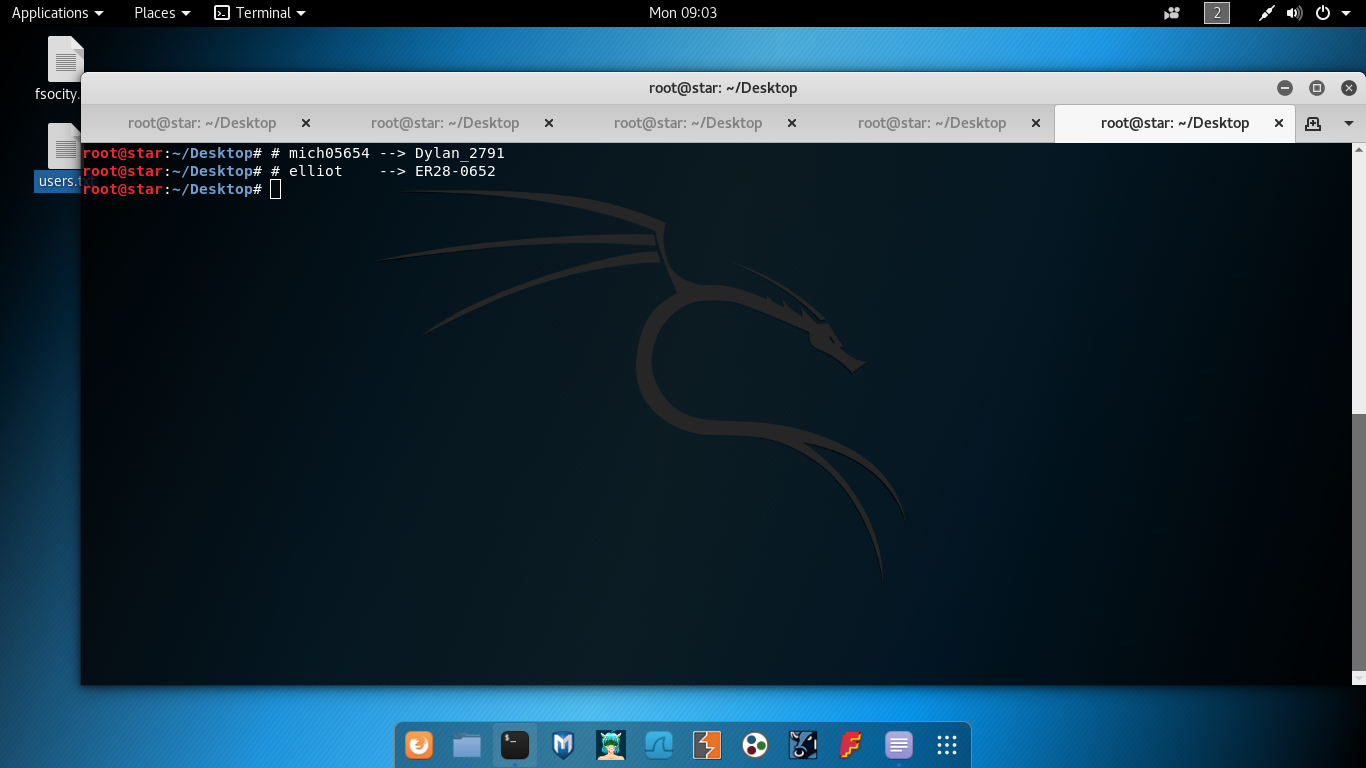 Applications Places Terminal Mon 09:03 2
fsocity.
users.t
root@star: ~/Desktop
root@star: ~/Desktop root@star: ~/Desktop root@star: ~/Desktop root@star: ~/Desktop root@star: ~/Desktop
root@star:~/Desktop# # mich05654 --> Dylan_2791
root@star:~/Desktop# # elliot    --> ER28-0652
root@star:~/Desktop#